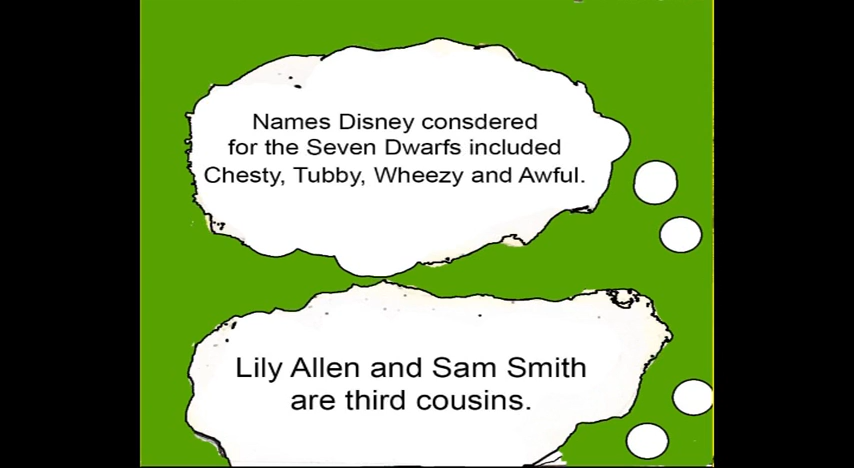 Names Disney consdered
for the Seven Dwarfs included
Chesty, Tubby, Wheezy and Awful.
Lily Allen and Sam Smith
are third cousins.